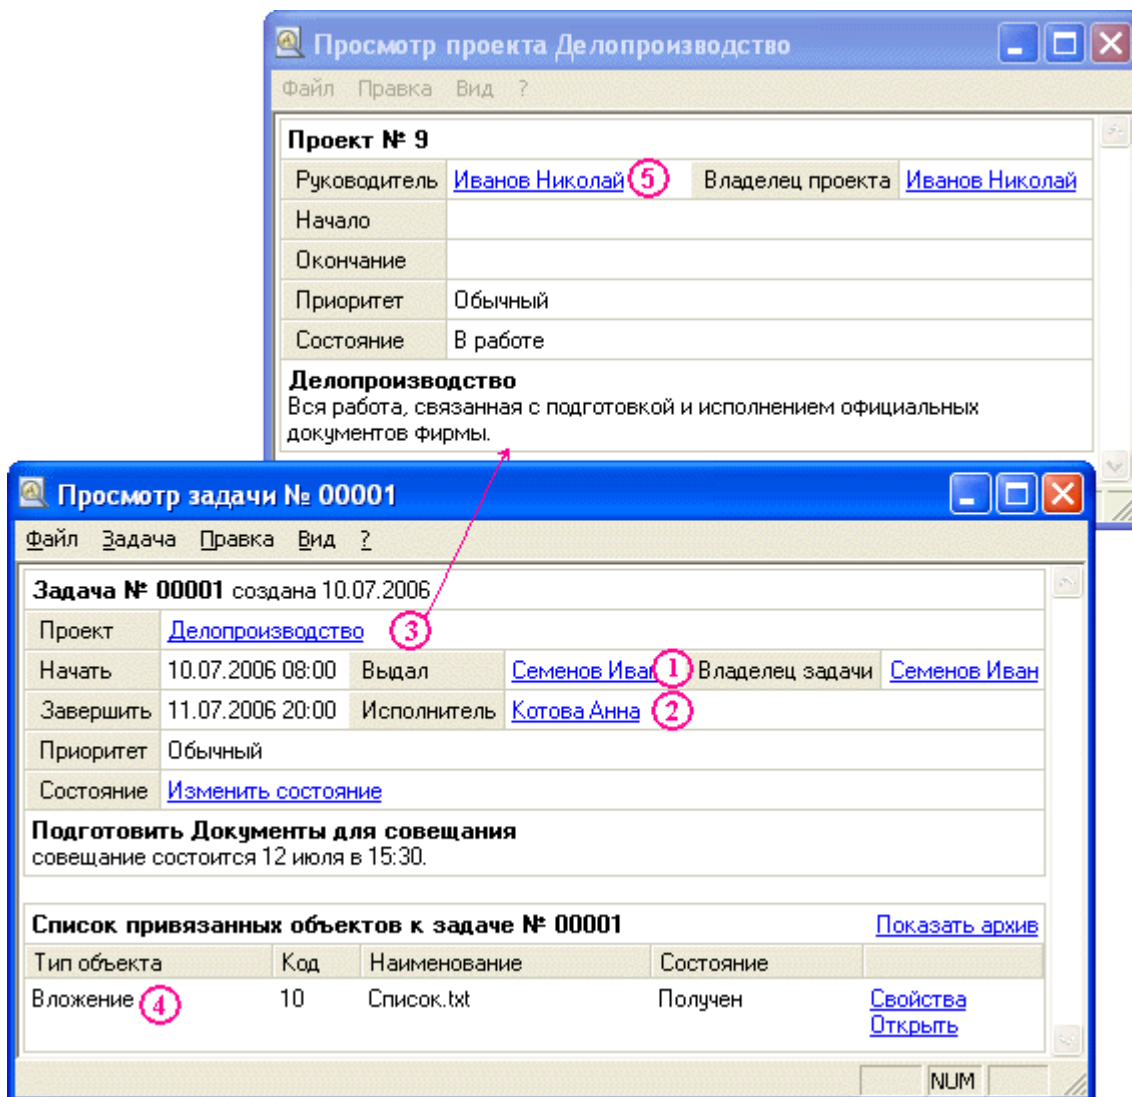 Просмотр проекта Делопроизводство
Файл Правка Вид ?
Проект № 9
Руководитель Иванов Николай 5 Владелец проекта Иванов Николай
Начало
Окончание
Приоритет Обычный
Состояние В работе
Делопроизводство
Вся работа, связанная с подготовкой и исполнением официальных
документов фирмы.
Просмотр задачи № 00001
Файл Задача Правка Вид ?
Задача № 00001 создана 10.07.2006
Проект Делопроизводство 3
Начать 10.07.2006 08:00 Выдал Семенов Иван 1 Владелец задачи Семенов Иван
Завершить 11.07.2006 20:00 Исполнитель Котова Анна 2
Приоритет Обычный
Состояние Изменить состояние
Подготовить Документы для совещания
совещание состоится 12 июля в 15:30.
Список привязанных объектов к задаче № 00001 Показать архив
Тип объекта Код Наименование Состояние
Вложение 4 10 Список.txt Получен Свойства
Открыть
NUM